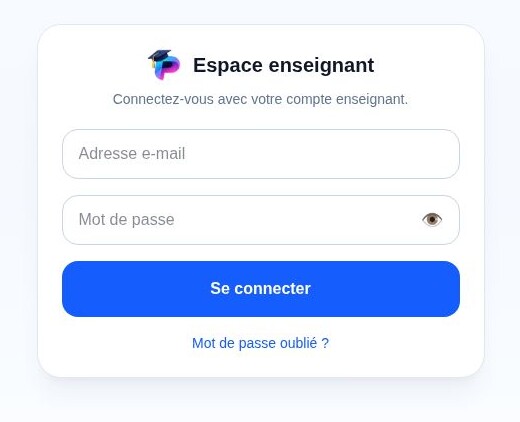 Espace enseignant
Connectez-vous avec votre compte enseignant.
Adresse e-mail
Mot de passe
Se connecter
Mot de passe oublié ?